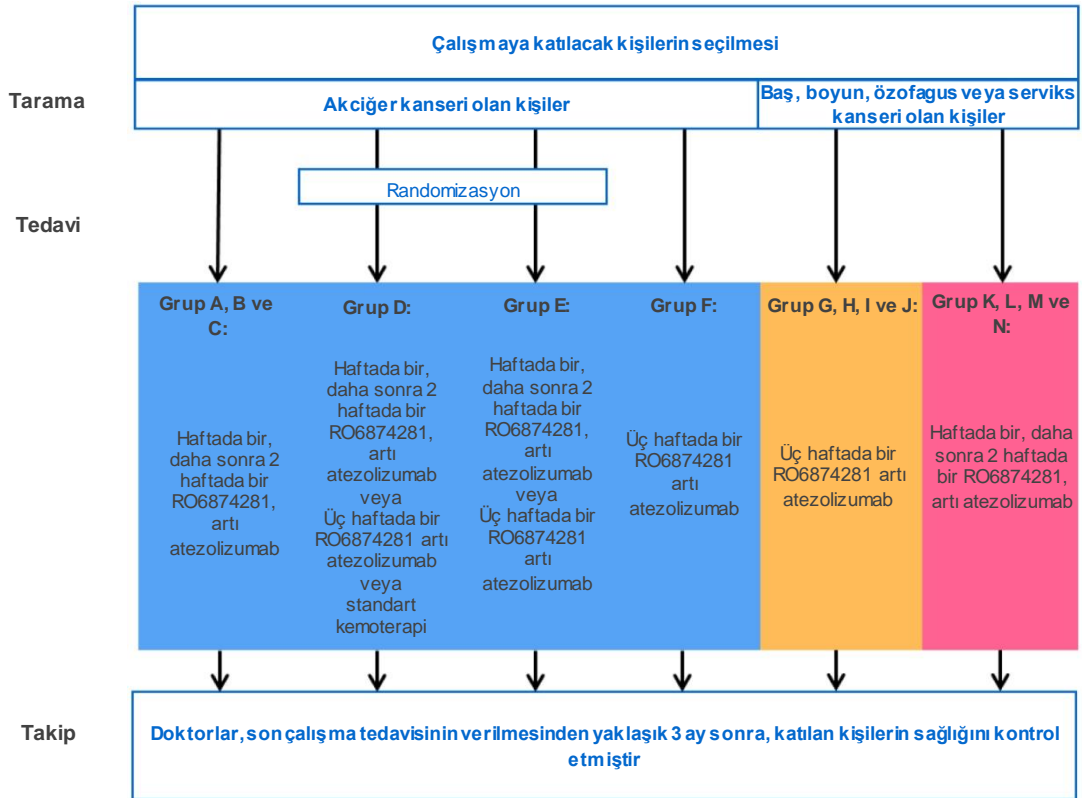 Çalışmaya katılacak kişilerin seçilmesi
Tarama
Akciğer kanseri olan kişiler
Baş, boyun, özofagus veya serviks
kanseri olan kişiler
Randomizasyon
Tedavi
Grup A, B ve
C:
Haftada bir,
daha sonra 2
haftada bir
RO6874281,
artı
atezolizumab
Grup D:
Haftada bir,
daha sonra 2
haftada bir
RO6874281,
artı
atezolizumab
veya
Üç haftada bir
RO6874281 artı
atezolizumab
veya
standart
kemoterapi
Grup E:
Haftada bir,
daha sonra 2
haftada bir
RO6874281,
artı
atezolizumab
veya
Üç haftada bir
RO6874281
artı
atezolizumab
Grup F:
Üç haftada bir
RO6874281
artı
atezolizumab
Grup G, H, I ve J:
Üç haftada bir
RO6874281 artı
atezolizumab
Grup K, L, M ve
N:
Haftada bir, daha
sonra 2 haftada
bir RO6874281,
artı atezolizumab
Takip
Doktorlar, son çalışma tedavisinin verilmesinden yaklaşık 3 ay sonra, katılan kişilerin sağlığını kontrol
etmiştir